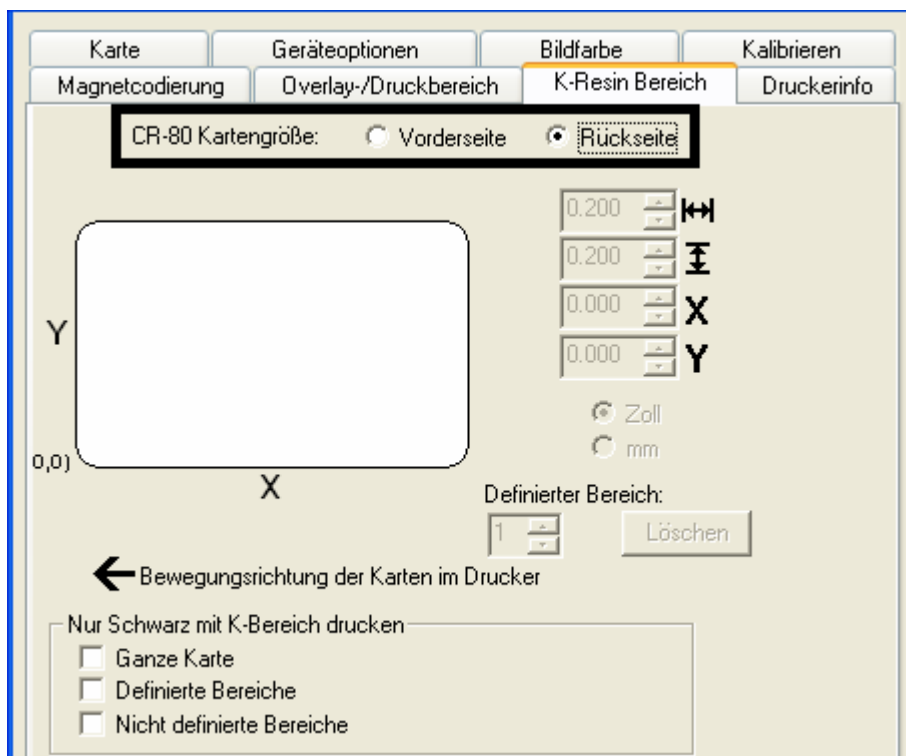 Karte Geräteoptionen Bildfarbe Kalibrieren
Magnetcodierung Overlay-/Druckbereich K-Resin Bereich Druckerinfo
CR-80 Kartengröße: Vorderseite Rückseite
0.200
0.200
0.000 X
0.000 Y
Y
Zoll
mm
0,0)
X
Definierter Bereich:
1 Löschen
Bewegungsrichtung der Karten im Drucker
Nur Schwarz mit K-Bereich drucken
Ganze Karte
Definierte Bereiche
Nicht definierte Bereiche